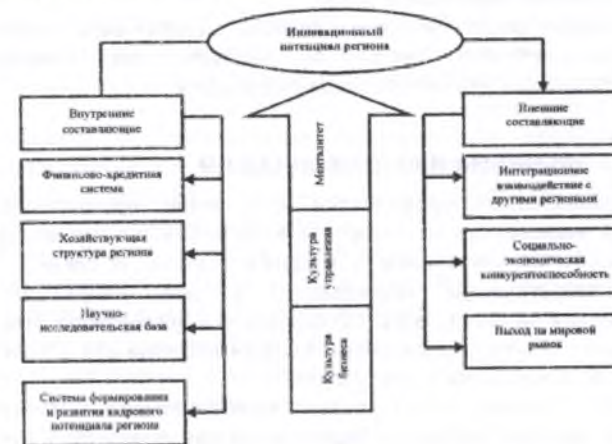 Инновационный
потенциал региона
Внутренние
составляющие
Финансово-кредитная
система
Хозяйствующая
структура региона
Научно-
исследовательская база
Система формирования
и развития кадрового
потенциала региона
Менталитет
Культура
управления
Культура
бизнеса
Внешние
составляющие
Интеграционное
взаимодействие с
другими регионами
Социально-
экономическая
конкурентоспособность
Выход на мировой
рынок